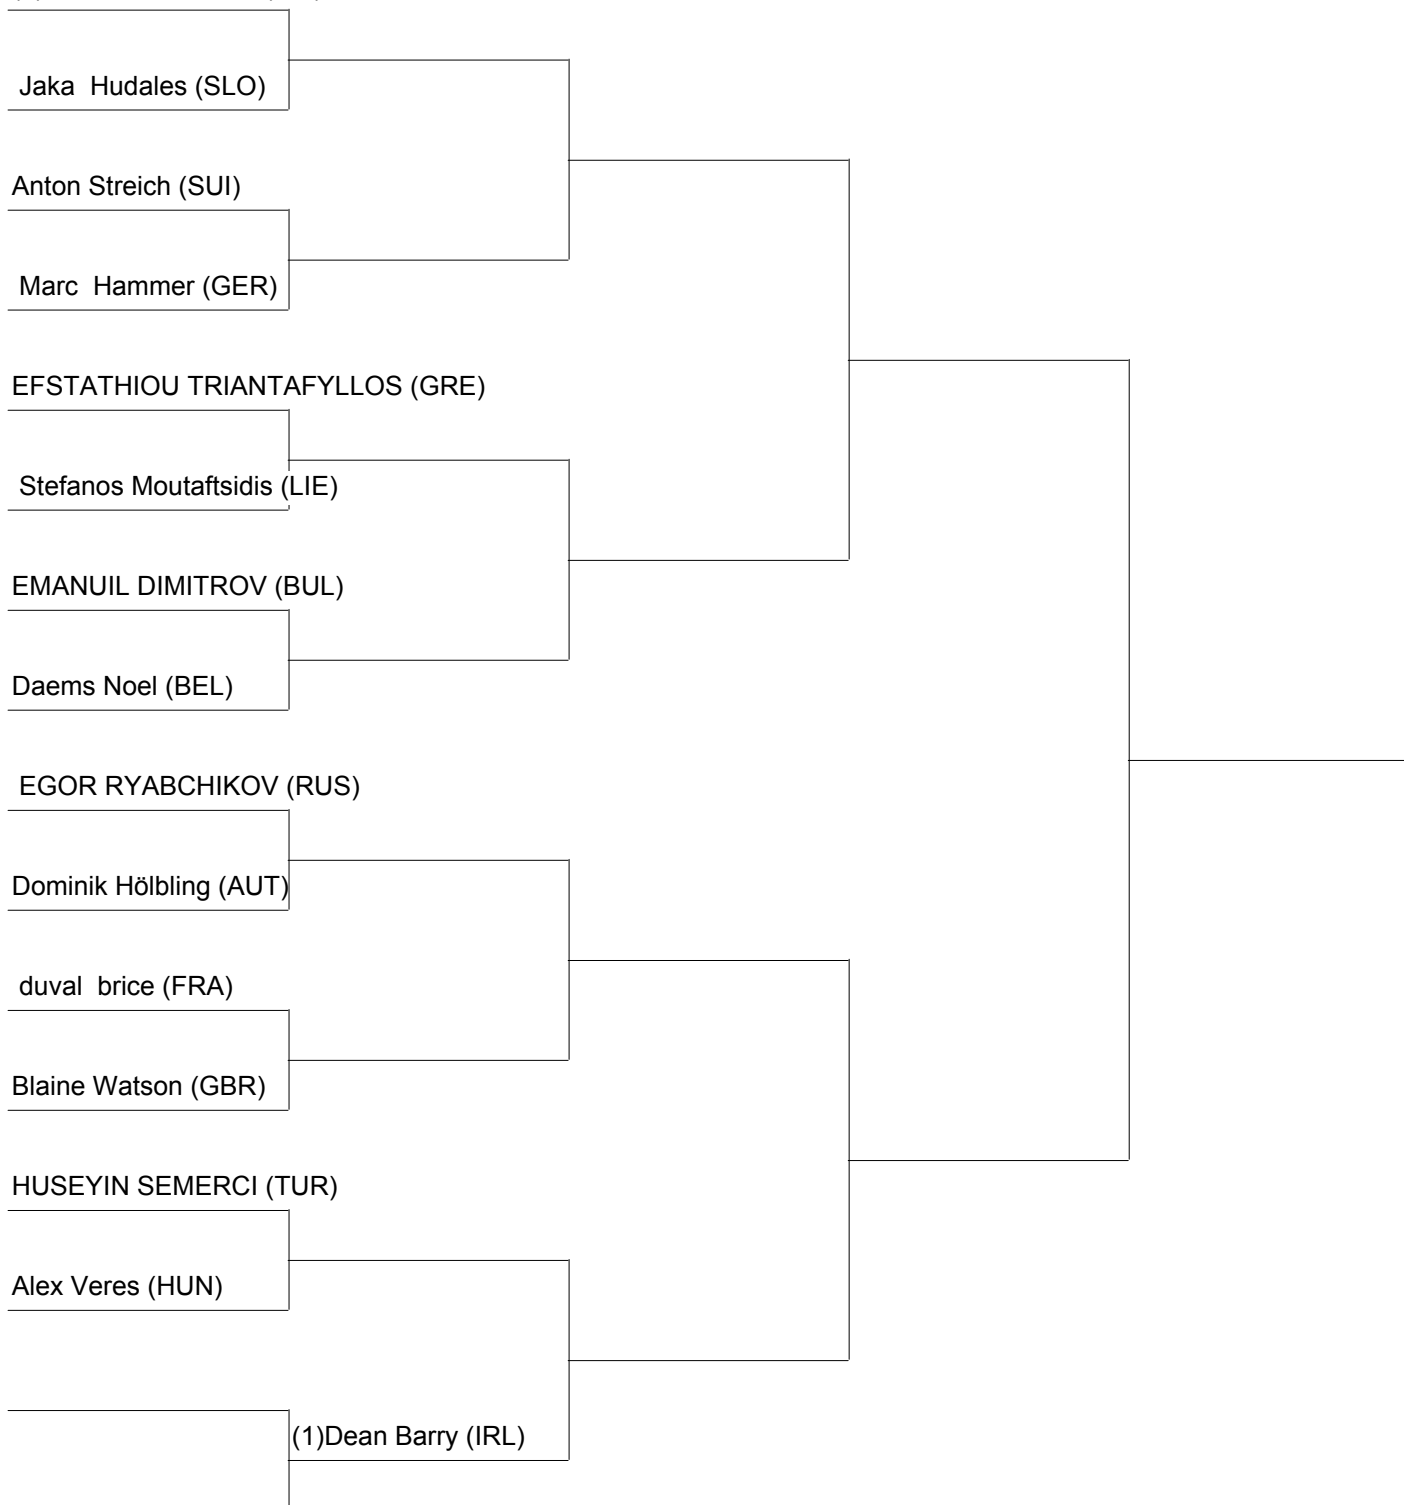 Jaka  Hudales (SLO)
Anton Streich (SUI)
Marc  Hammer (GER)
EFSTATHIOU TRIANTAFYLLOS (GRE)
Stefanos Moutaftsidis (LIE)
EMANUIL DIMITROV (BUL)
Daems Noel (BEL)
EGOR RYABCHIKOV (RUS)
Dominik Hölbling (AUT)
duval  brice (FRA)
Blaine Watson (GBR)
HUSEYIN SEMERCI (TUR)
Alex Veres (HUN)
(1)Dean Barry (IRL)